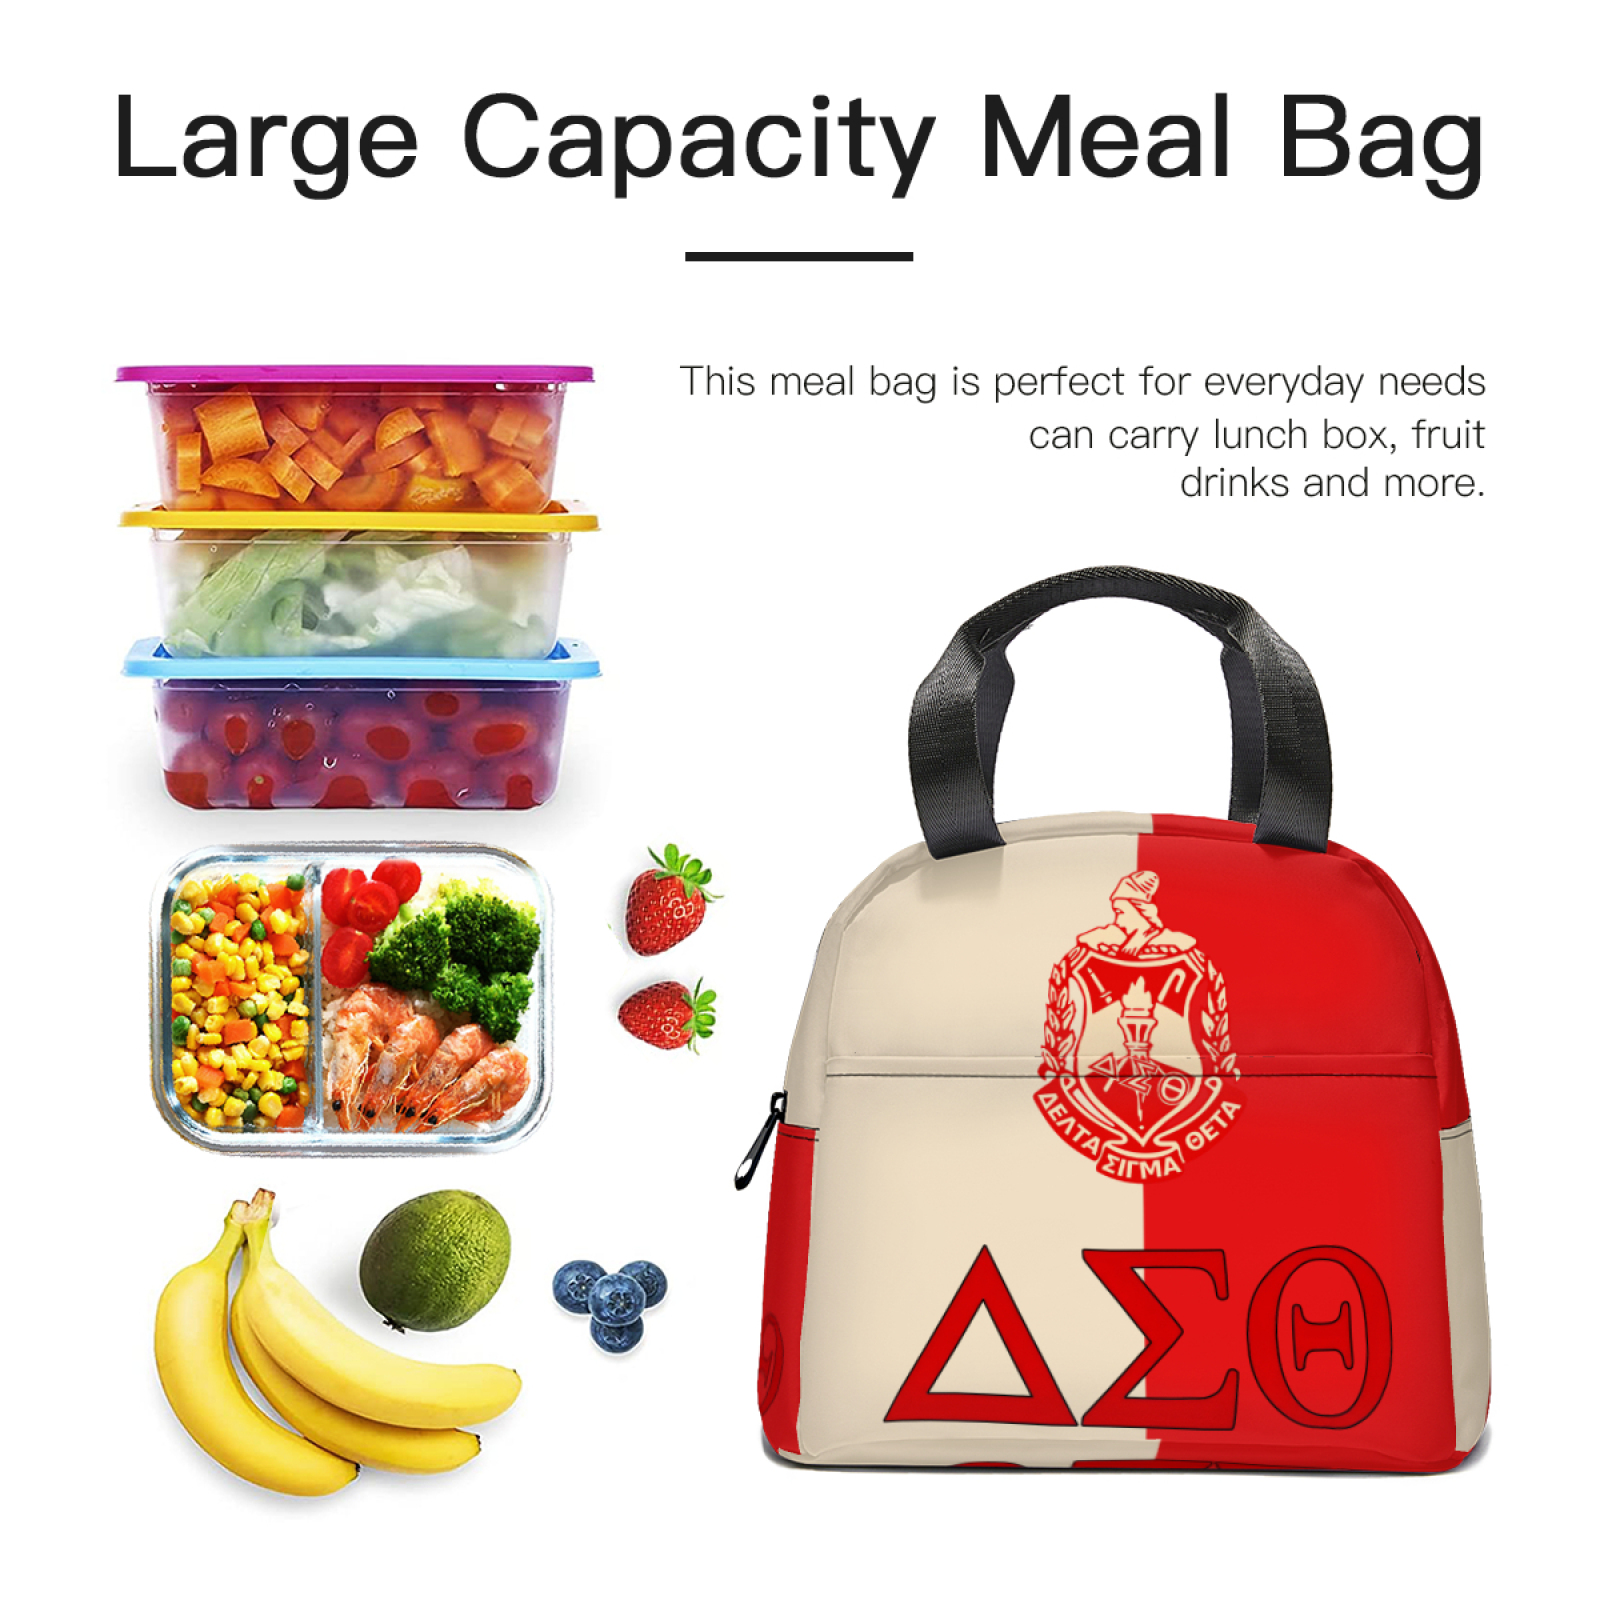 Large Capacity Meal Bag
This meal bag is perfect for everyday needs
can carry lunch box, fruit
drinks and more.
ΔΣΘ
ΔΕΛΤΑ ΣΙΓΜΑ ΘΕΤΑ
ΔΣΘ